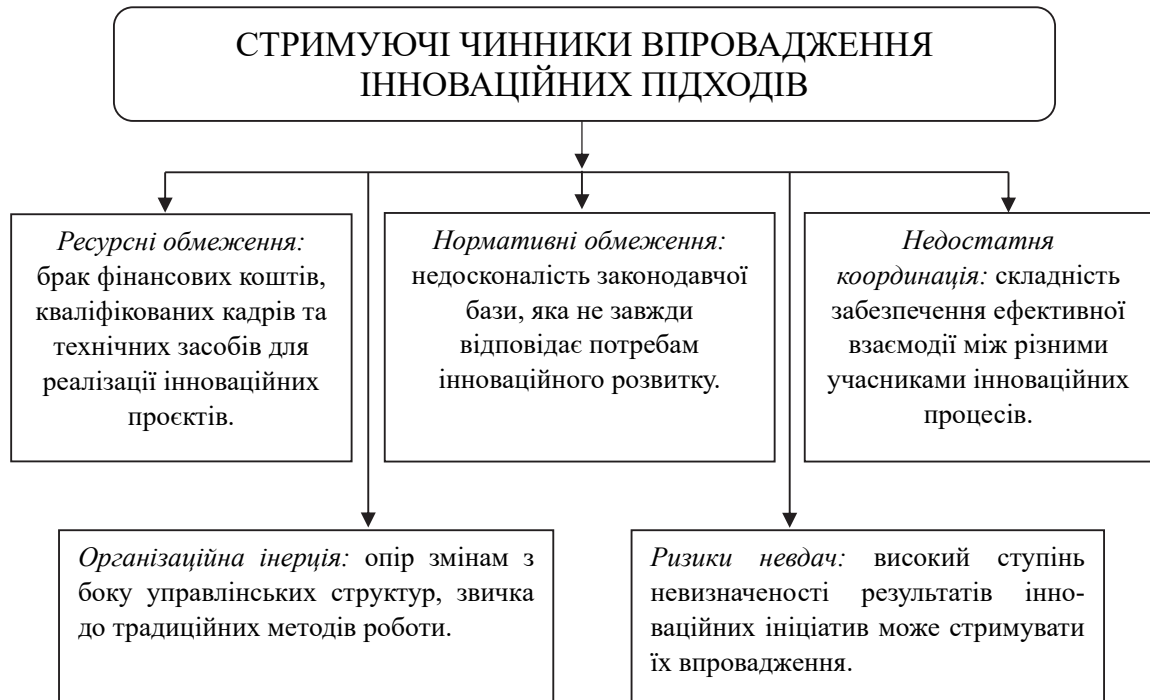 СТРИМУЮЧІ ЧИННИКИ ВПРОВАДЖЕННЯ
ІННОВАЦІЙНИХ ПІДХОДІВ
Ресурсні обмеження:
брак фінансових коштів,
кваліфікованих кадрів та
технічних засобів для
реалізації інноваційних
проєктів.
Нормативні обмеження:
недосконалість законодавчої
бази, яка не завжди
відповідає потребам
інноваційного розвитку.
Недостатня
координація: складність
забезпечення ефективної
взаємодії між різними
учасниками інноваційних
процесів.
Організаційна інерція: опір змінам з
боку управлінських структур, звичка
до традиційних методів роботи.
Ризики невдач: високий ступінь
невизначеності результатів інно-
ваційних ініціатив може стримувати
їх впровадження.